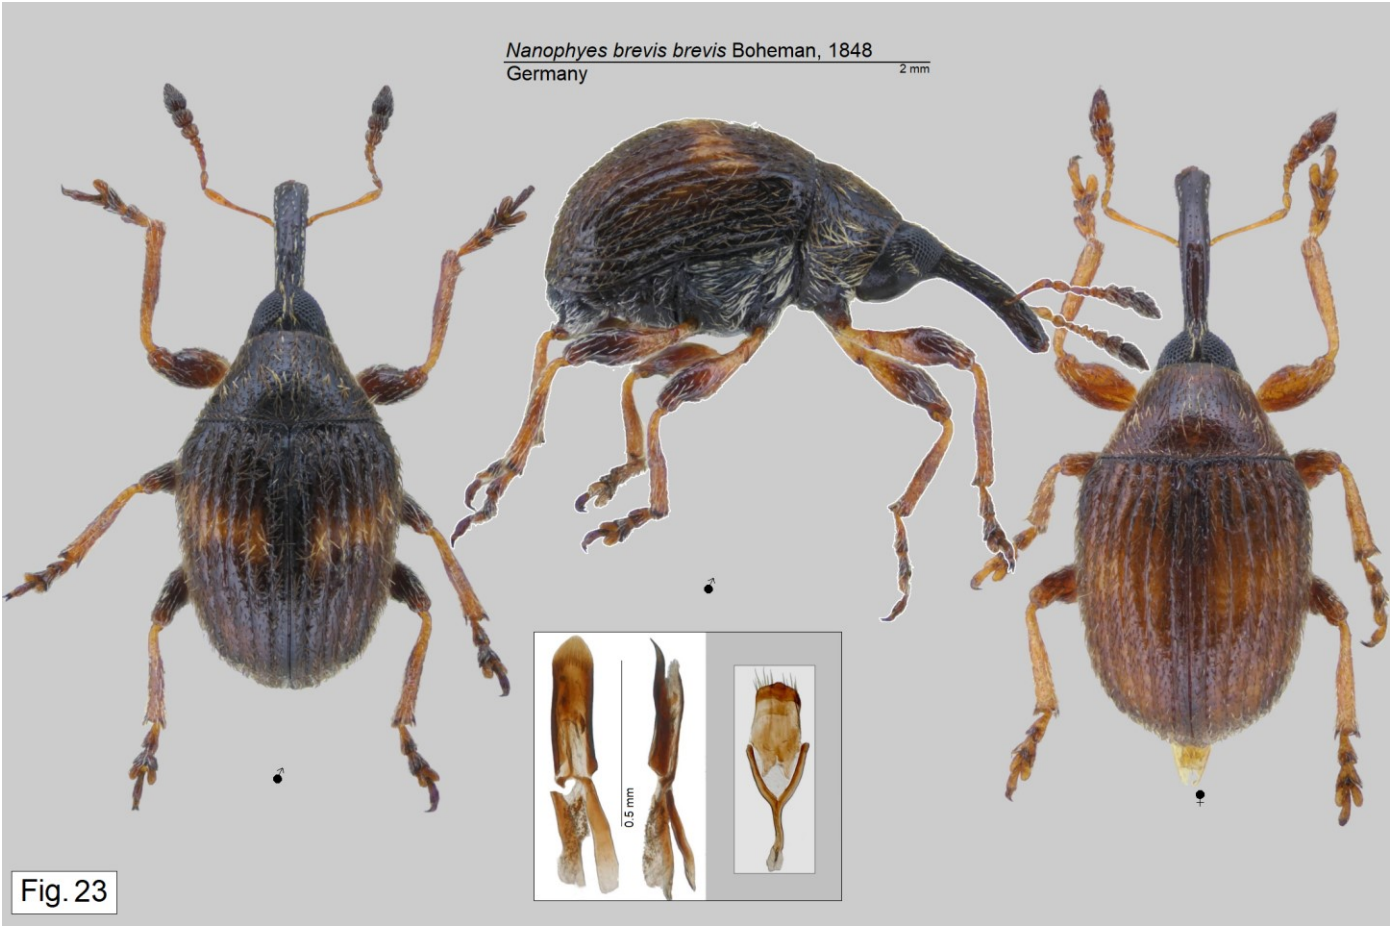 Nanophyes brevis brevis Boheman, 1848
Germany
2 mm
♂
♂
♀
0.5 mm
Fig. 23